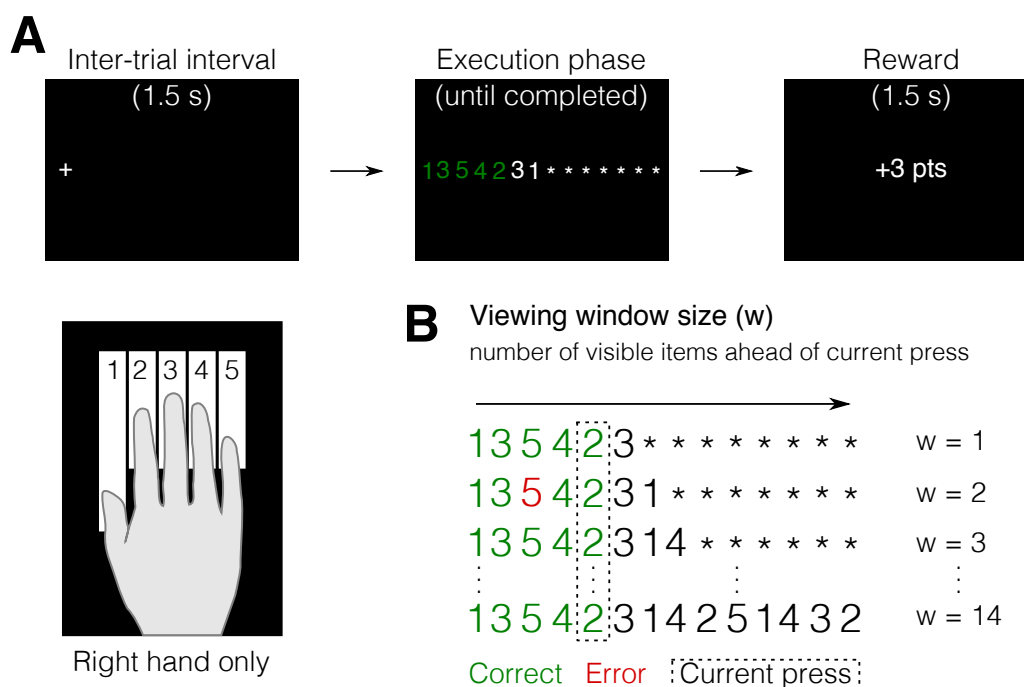 A
Inter-trial interval
(1.5 s)
+
Execution phase
(until completed)
1 3 5 4 2 3 1 * * * * * * *
Reward
(1.5 s)
+3 pts
1 2 3 4 5
Right hand only
B
Viewing window size (w)
number of visible items ahead of current press
1 3 5 4 2 3 * * * * * * * * w = 1
1 3 5 4 2 3 1 * * * * * * * w = 2
1 3 5 4 2 3 1 4 * * * * * * w = 3
1 3 5 4 2 3 1 4 2 5 1 4 3 2 w = 14
Correct Error Current press